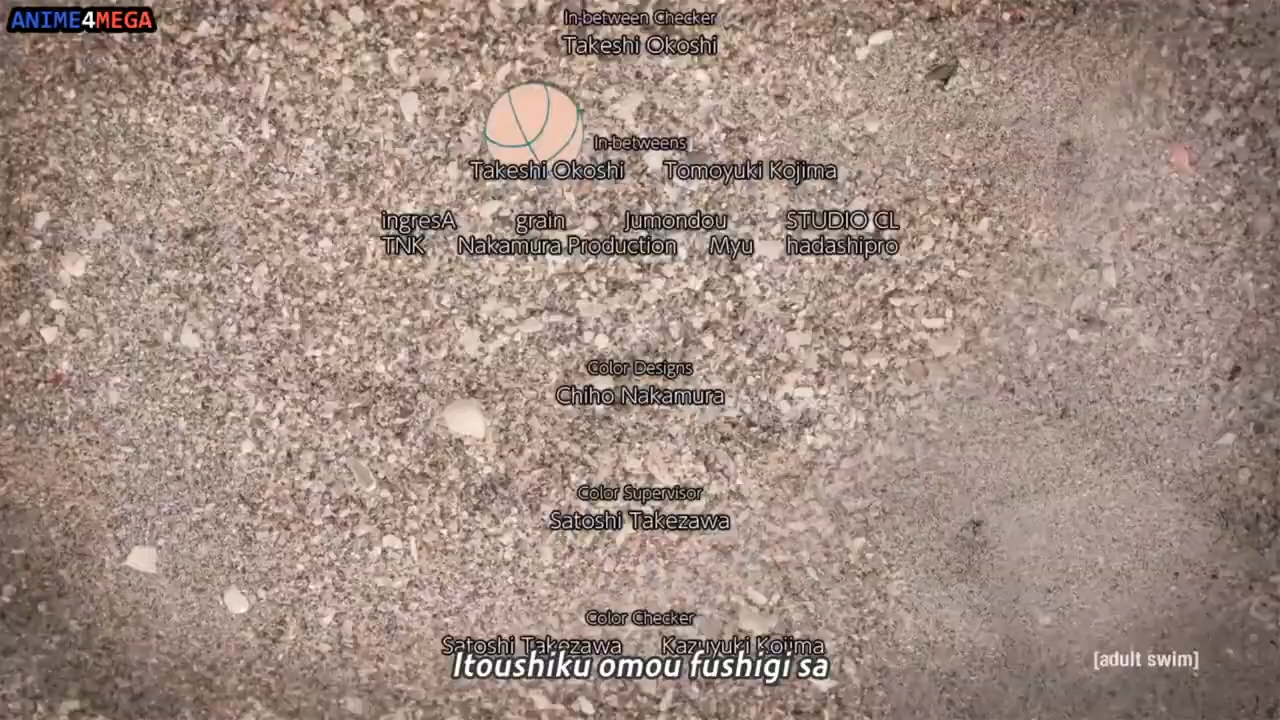 ANIME4MEGA
In-between Checker
Takeshi Okoshi
In-betweens
Takeshi Okoshi Tomoyuki Kojima
ingresA grain Jumondou STUDIO CL
TNK Nakamura Production Myu hadashipro
Color Designs
Chiho Nakamura
Color Supervisor
Satoshi Takezawa
Color Checker
Satoshi Takezawa Kazuyuki Kojima
Itoushiku omou fushigi sa
[adult swim]